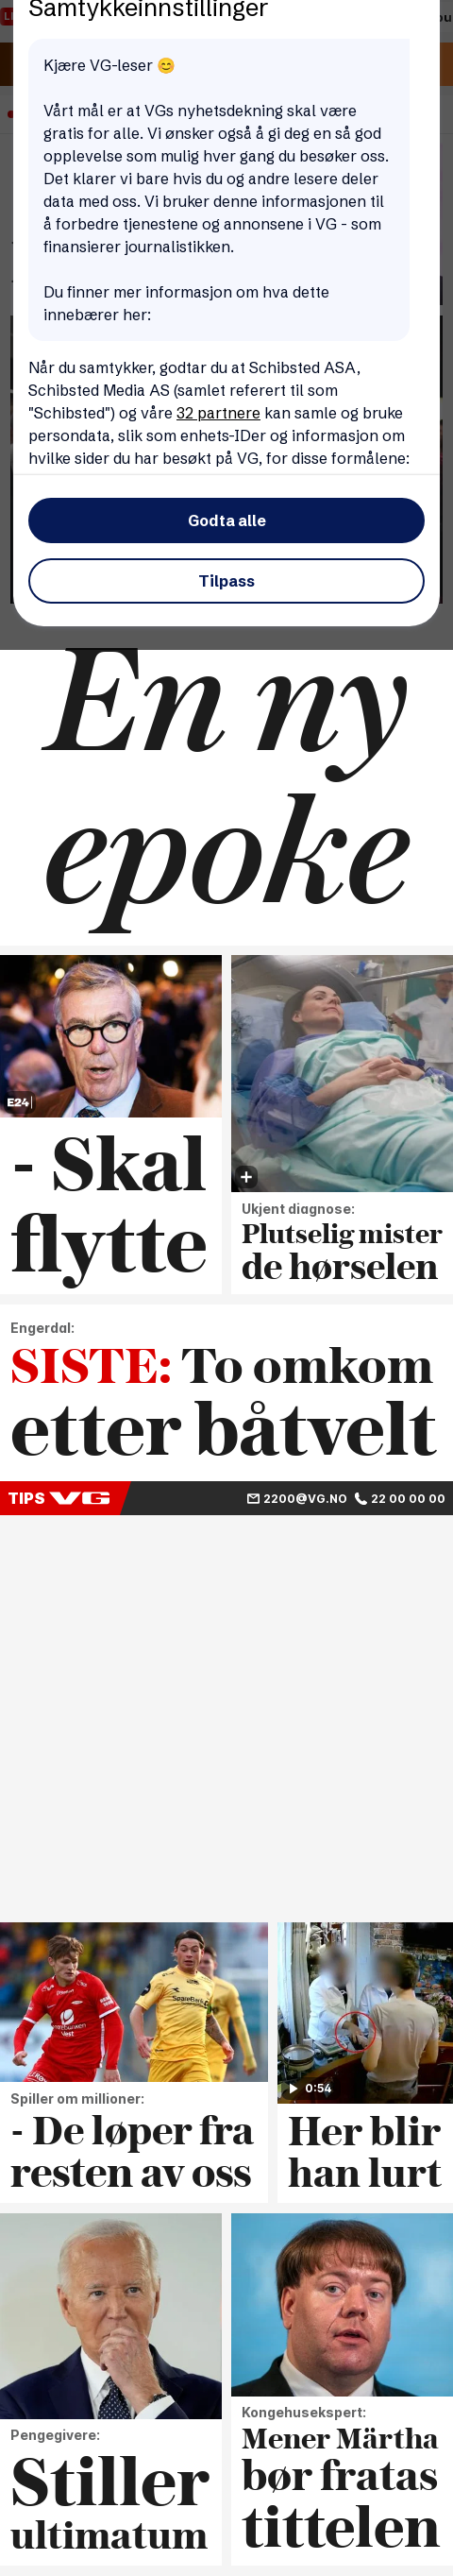 Samtykkeinnstillinger
Kjære VG-leser 😊
Vårt mål er at VGs nyhetsdekning skal være
gratis for alle. Vi ønsker også å gi deg en så god
opplevelse som mulig hver gang du besøker oss.
Det klarer vi bare hvis du og andre lesere deler
data med oss. Vi bruker denne informasjonen til
å forbedre tjenestene og annonsene i VG - som
finansierer journalistikken.
Du finner mer informasjon om hva dette
innebærer her:
Når du samtykker, godtar du at Schibsted ASA,
Schibsted Media AS (samlet referert til som
"Schibsted") og våre 32 partnere kan samle og bruke
persondata, slik som enhets-IDer og informasjon om
hvilke sider du har besøkt på VG, for disse formålene:
Godta alle
Tilpass
En ny
epoke
E24
- Skal
flytte
Ukjent diagnose:
Plutselig mister
de hørselen
Engerdal:
SISTE: To omkom
etter båtvelt
TIPS VG
2200@VG.NO 22 00 00 00
Spiller om millioner:
- De løper fra
resten av oss
0:54
Her blir
han lurt
Pengegivere:
Stiller
ultimatum
Kongehusekspert:
Mener Märtha
bør fratas
tittelen